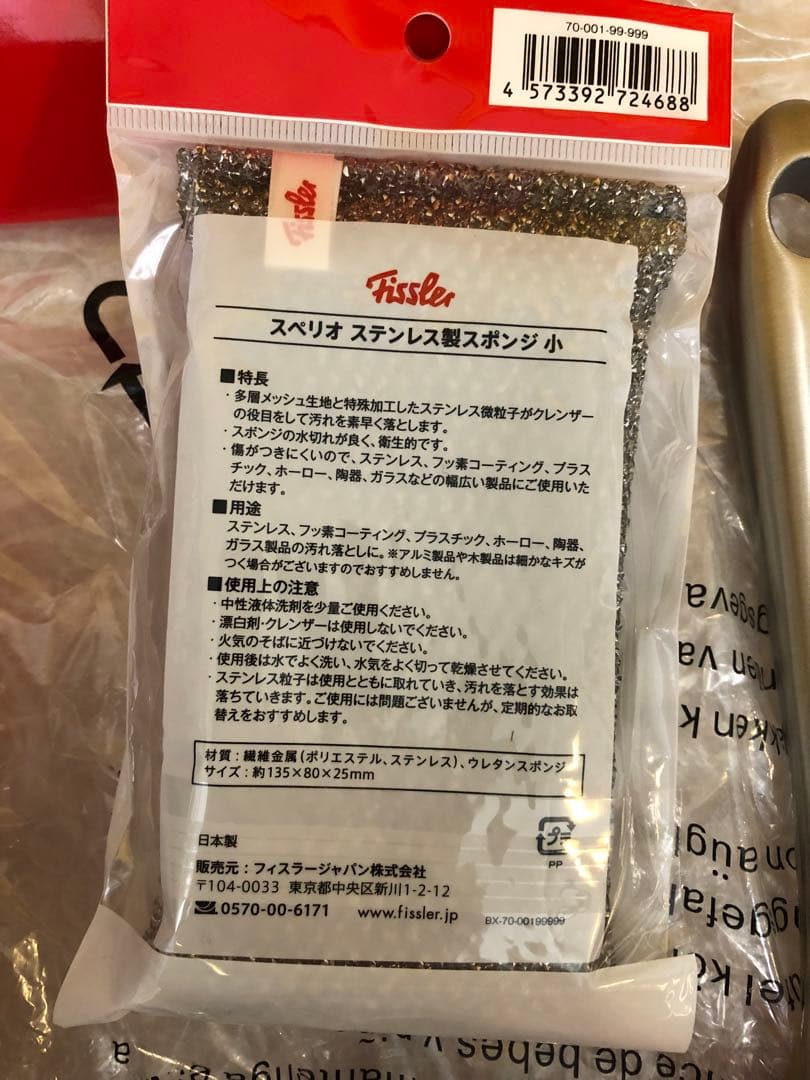 70-001-99-999
4 573392 724688
Fissler
Fissler
スペリオ ステンレス製スポンジ 小
■特長
・多層メッシュ生地と特殊加工したステンレス微粒子がクレンザー
の役目をして汚れを素早く落とします。
・スポンジの水切れが良く、衛生的です。
・傷がつきにくいので、ステンレス、フッ素コーティング、プラス
チック、ホーロー、陶器、ガラスなどの幅広い製品にご使用いた
だけます。
■用途
ステンレス、フッ素コーティング、プラスチック、ホーロー、陶器、
ガラス製品の汚れ落としに。※アルミ製品や木製品は細かなキズが
つく場合がございますのでおすすめしません。
■使用上の注意
・中性液体洗剤を少量ご使用ください。
・漂白剤・クレンザーは使用しないでください。
・火気のそばに近づけないでください。
・使用後は水でよく洗い、水気をよく切って乾燥させてください。
・ステンレス粒子は使用とともに取れていき、汚れを落とす効果は
落ちていきます。ご使用には問題ございませんが、定期的なお取
替えをおすすめします。
材質：繊維金属(ポリエステル、ステンレス)、ウレタンスポンジ
サイズ：約135×80×25mm
日本製
プラ
PP
販売元：フィスラージャパン株式会社
〒104-0033 東京都中央区新川1-2-12
0570-00-6171 www.fissler.jp
BX-70-00199999
ice de bebes y niñ